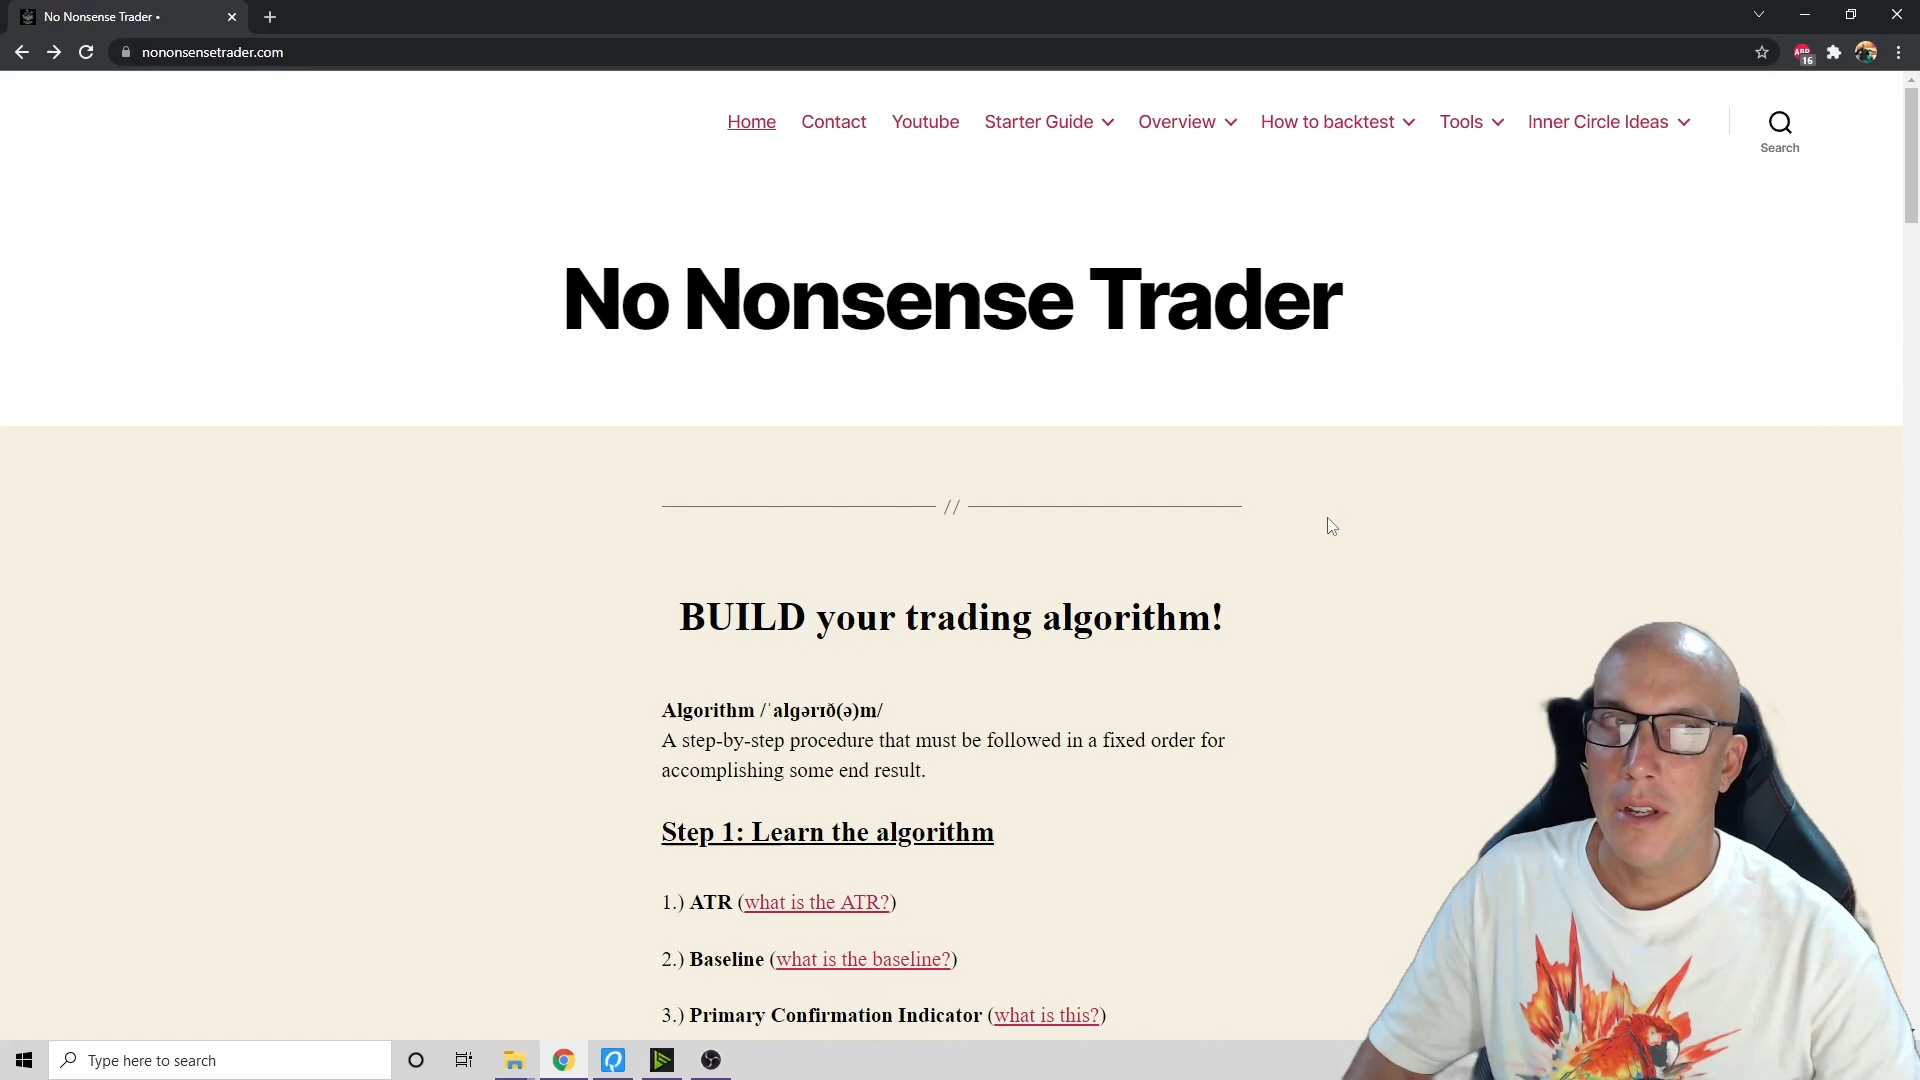 No Nonsense Trader •
nononsensetrader.com
ABP
16
Home Contact Youtube Starter Guide Overview How to backtest Tools Inner Circle Ideas
Search
No Nonsense Trader
//
BUILD your trading algorithm!
Algorithm /ˈalɡərɪð(ə)m/
A step-by-step procedure that must be followed in a fixed order for
accomplishing some end result.
Step 1: Learn the algorithm
1.) ATR (what is the ATR?)
2.) Baseline (what is the baseline?)
3.) Primary Confirmation Indicator (what is this?)
Type here to search